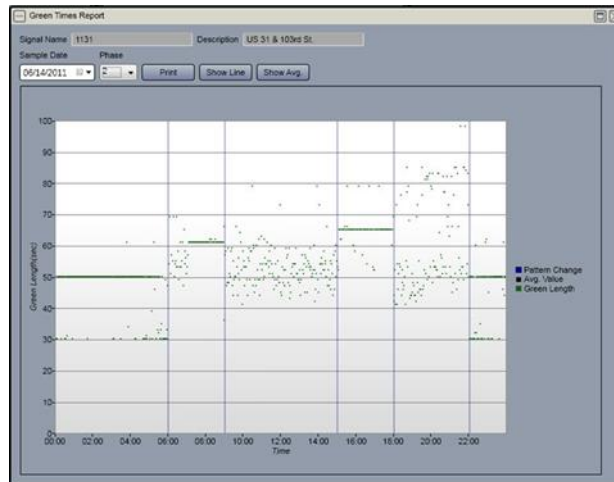 Green Times Report
Signal Name 1131 Description US 31 & 103rd St.
Sample Date Phase
06/14/2011 2 Print Show Line Show Avg.
100
90
80
70
60
50
40
30
20
10
0
Green Length(sec)
00:00 02:00 04:00 06:00 08:00 10:00 12:00 14:00 16:00 18:00 20:00 22:00
Time
Pattern Change
Avg. Value
Green Length